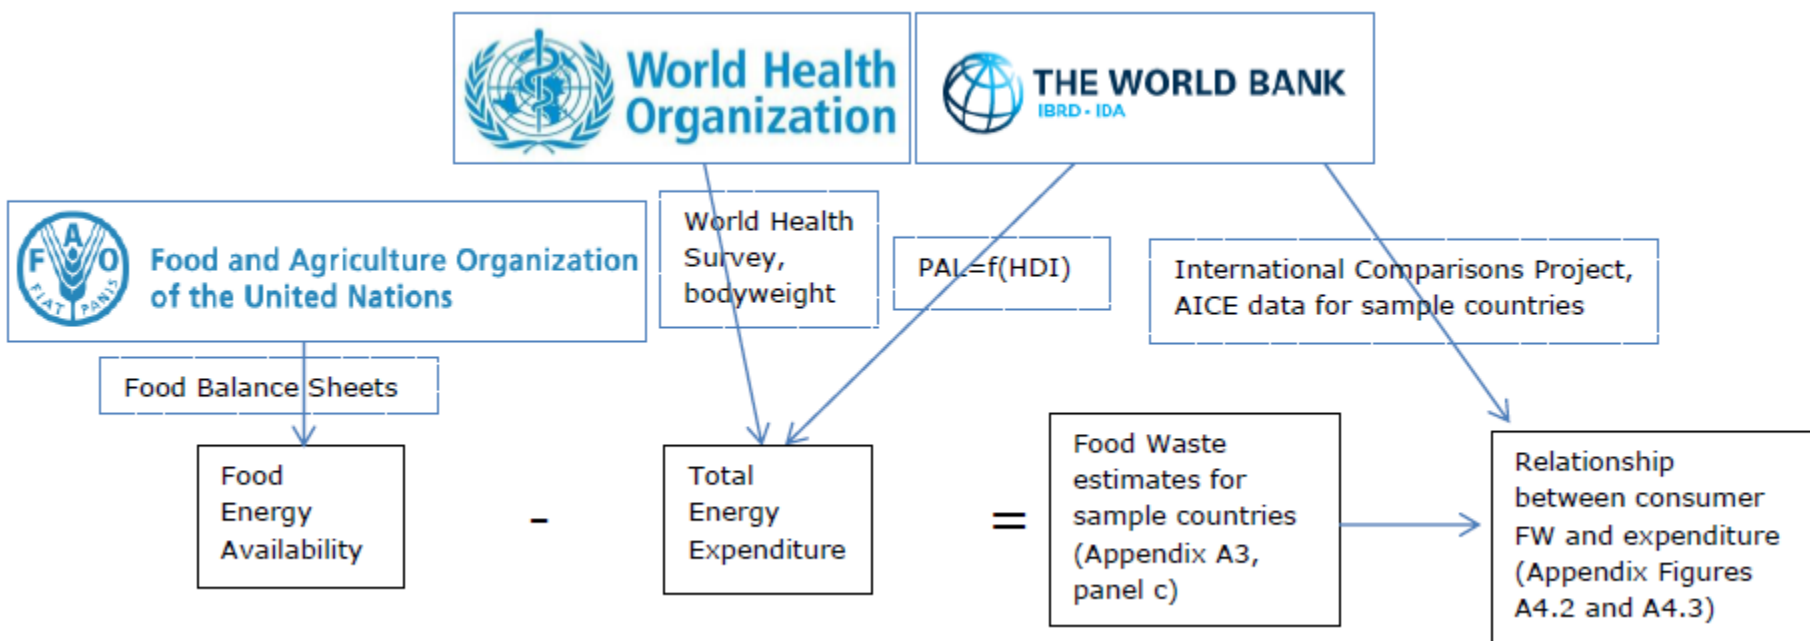 World Health
Organization
THE WORLD BANK
IBRD • IDA
FAO
FIAT PANIS
Food and Agriculture Organization
of the United Nations
World Health
Survey,
bodyweight
PAL=f(HDI)
International Comparisons Project,
AICE data for sample countries
Food Balance Sheets
Food
Energy
Availability
-
Total
Energy
Expenditure
=
Food Waste
estimates for
sample countries
(Appendix A3,
panel c)
Relationship
between consumer
FW and expenditure
(Appendix Figures
A4.2 and A4.3)